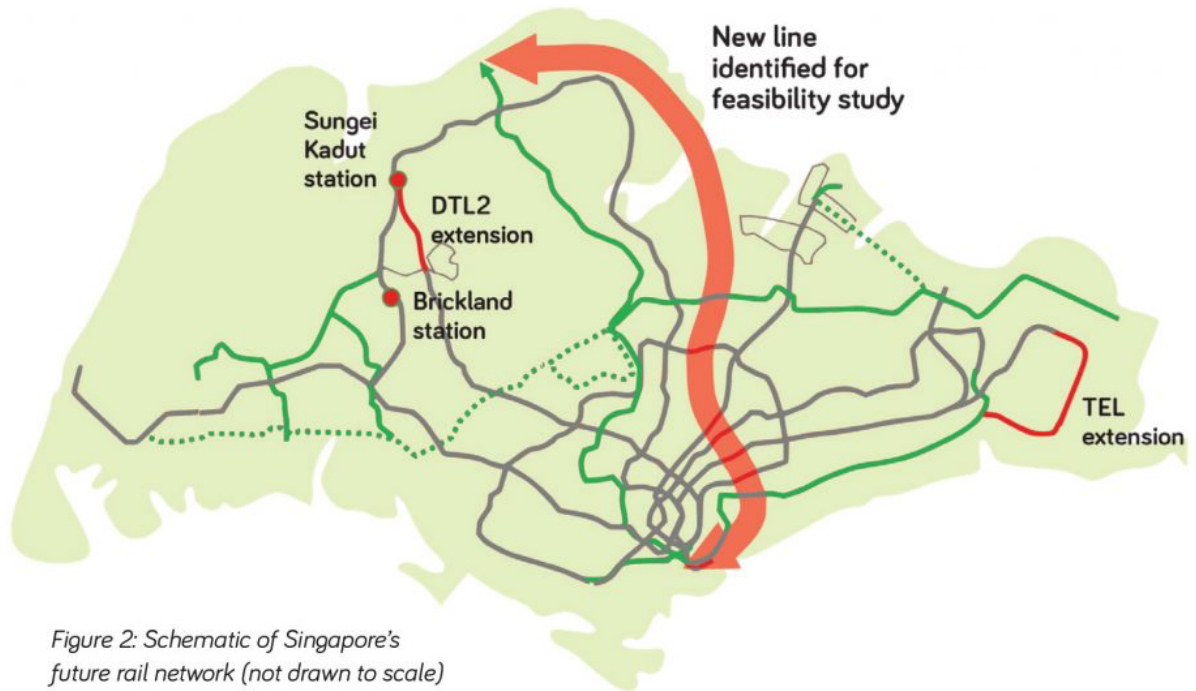 New line
identified for
feasibility study
Sungei
Kadut
station
DTL2
extension
Brickland
station
TEL
extension
Figure 2: Schematic of Singapore's
future rail network (not drawn to scale)